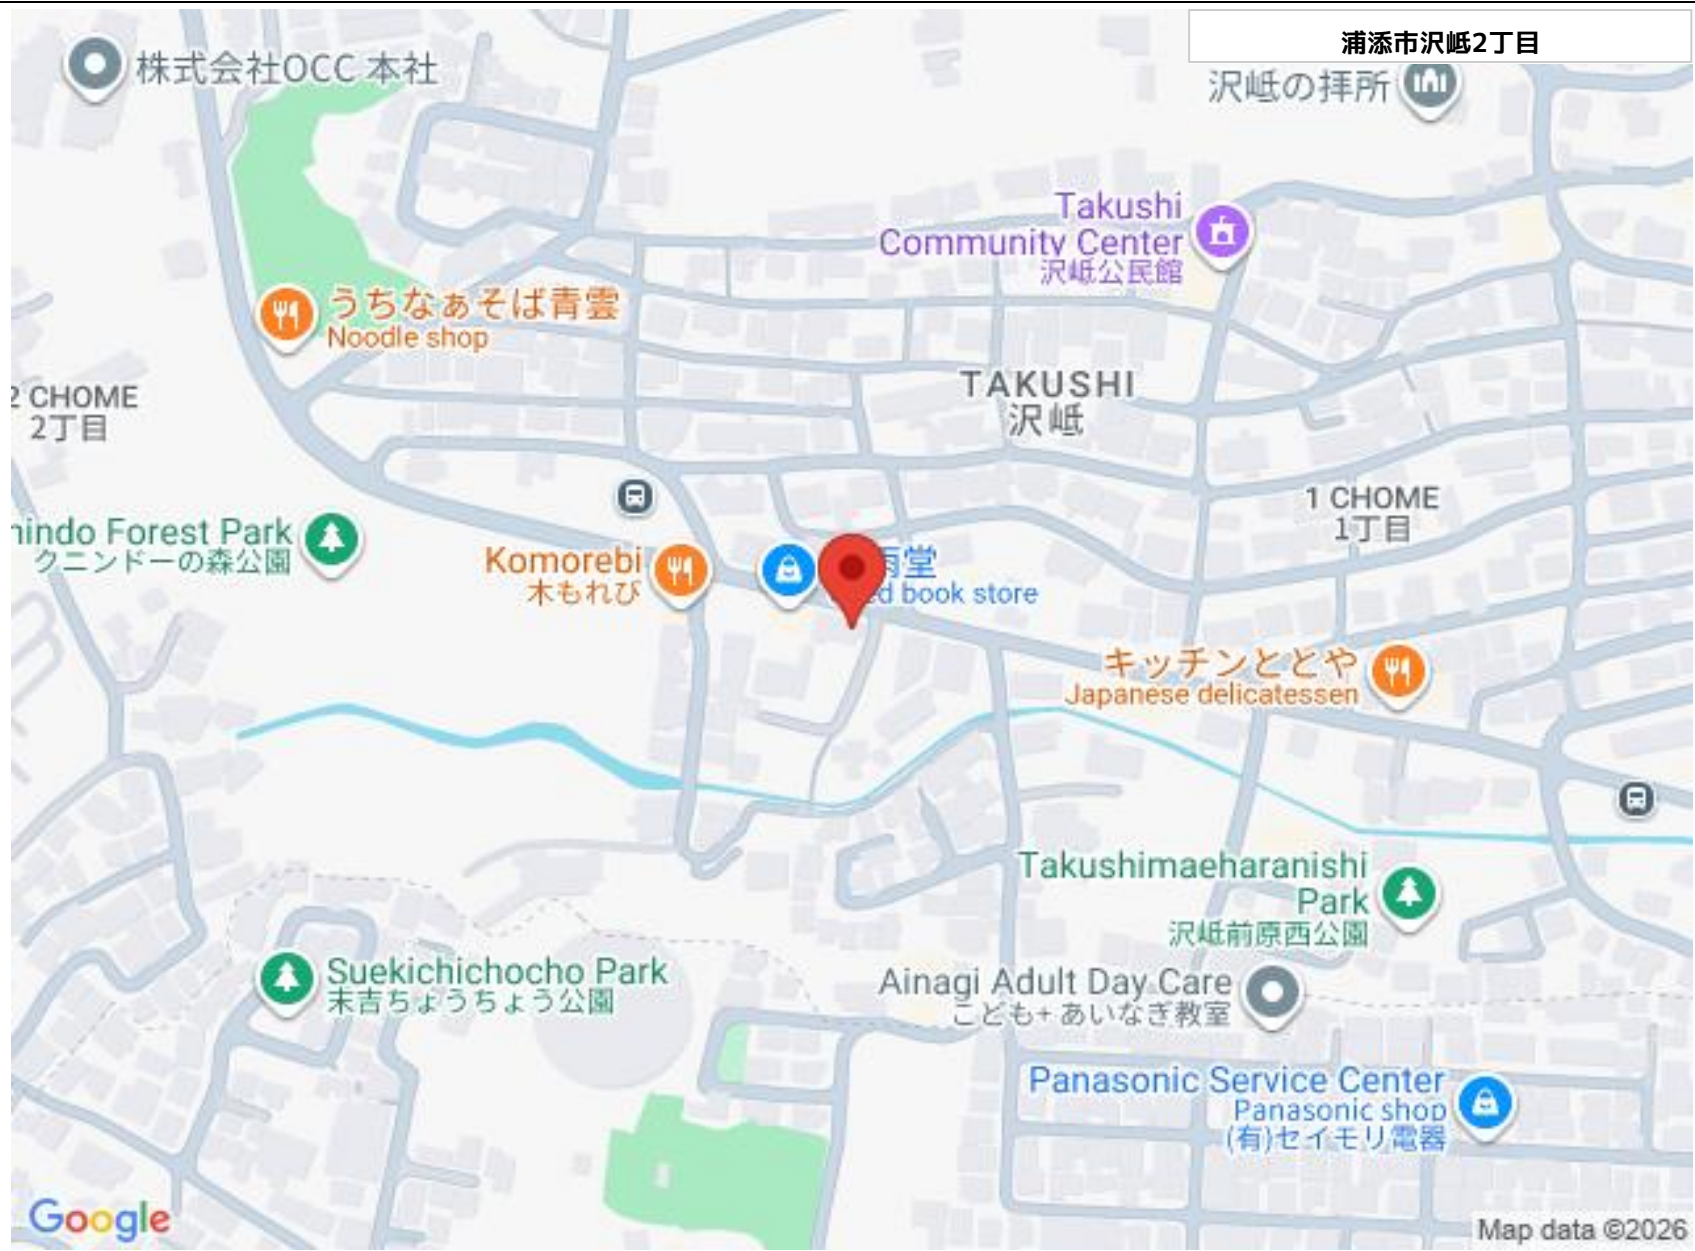 浦添市沢岻2丁目
株式会社OCC 本社
沢岻の拝所
Takushi
Community Center
沢岻公民館
うちなぁそば青雲
Noodle shop
TAKUSHI
沢岻
2 CHOME
2丁目
1 CHOME
1丁目
indo Forest Park
クニンドーの森公園
Komorebi
木もれび
雨堂
book store
キッチンととや
Japanese delicatessen
Takushimaeharanishi
Park
沢岻前原西公園
Suekichichocho Park
末吉ちょうちょう公園
Ainagi Adult Day Care
こども+ あいなぎ教室
Panasonic Service Center
Panasonic shop
(有)セイモリ電器
Google
Map data ©2026